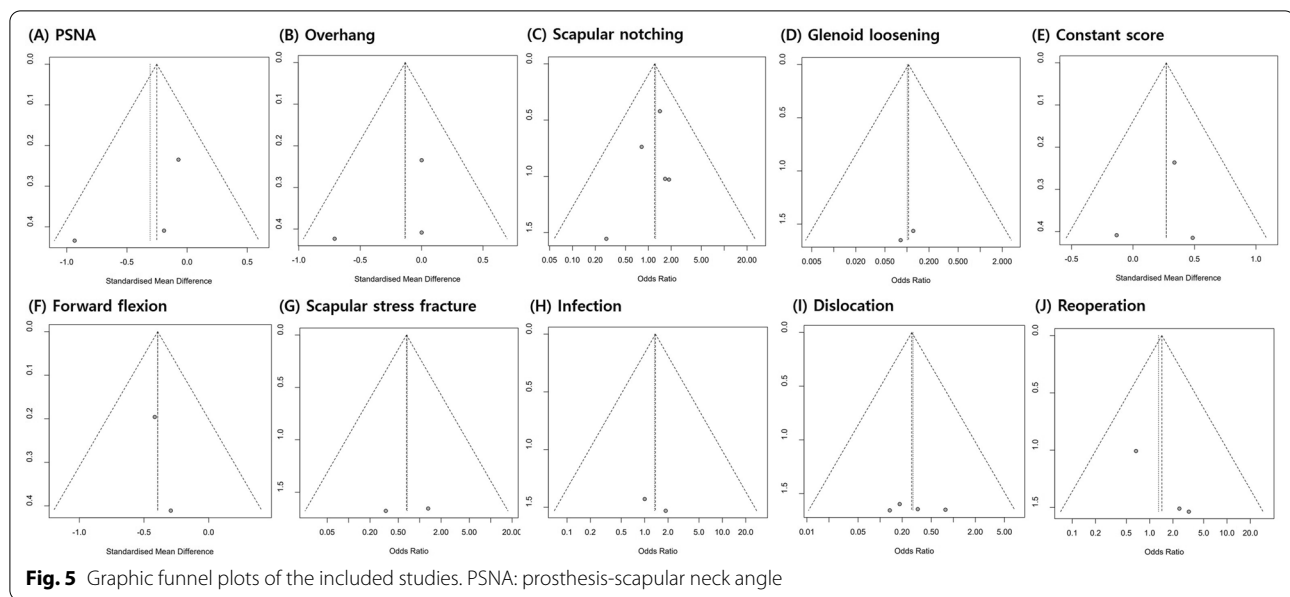 (A) PSNA
0.0
0.1
0.2
0.3
0.4
-1.0 -0.5 0.0 0.5
Standardised Mean Difference
(B) Overhang
0.0
0.1
0.2
0.3
0.4
-0.5 0.0 0.5
Standardised Mean Difference
(C) Scapular notching
0.0
0.5
1.0
1.5
0.05 0.20 1.00 5.00 20.00
Odds Ratio
(D) Glenoid loosening
0.0
0.5
1.0
1.5
0.005 0.050 0.200 0.500 2.000
Odds Ratio
(E) Constant score
0.0
0.1
0.2
0.3
0.4
-0.5 0.0 0.5 1.0
Standardised Mean Difference
(F) Forward flexion
0.0
0.1
0.2
0.3
0.4
-1.0 -0.5 0.0
Standardised Mean Difference
(G) Scapular stress fracture
0.0
0.5
1.0
1.5
0.05 0.20 0.50 2.00 5.00 20.00
Odds Ratio
(H) Infection
0.0
0.5
1.0
1.5
0.1 0.2 0.5 1.0 2.0 5.0 10.0 20.0
Odds Ratio
(I) Dislocation
0.0
0.5
1.0
1.5
0.01 0.05 0.20 1.00 5.00
Odds Ratio
(J) Reoperation
0.0
0.5
1.0
1.5
0.1 0.2 0.5 1.0 2.0 5.0 20.0
Odds Ratio
Fig. 5 Graphic funnel plots of the included studies. PSNA: prosthesis-scapular neck angle